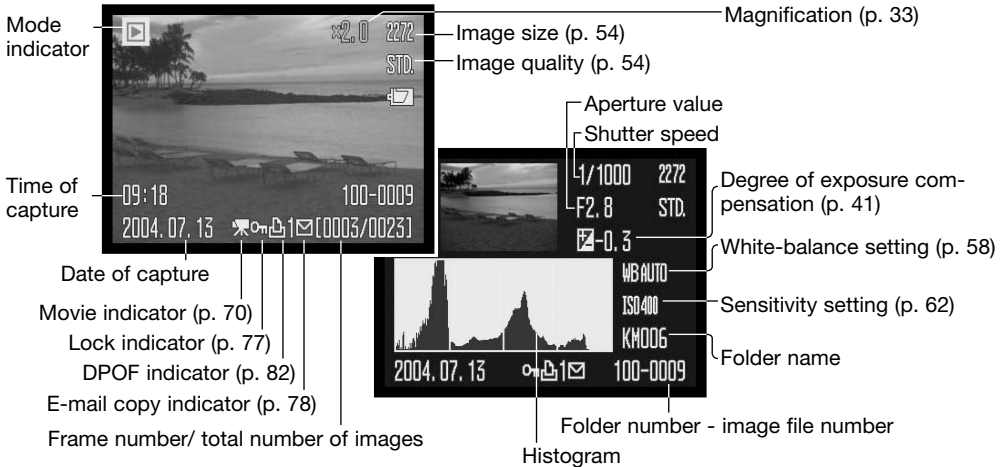 Mode
indicator
×2.0
2272
STD.
Magnification (p. 33)
Image size (p. 54)
Image quality (p. 54)
Time of
capture
09:18
100-0009
2004.07.13
1
[0003/0023]
Date of capture
Movie indicator (p. 70)
Lock indicator (p. 77)
DPOF indicator (p. 82)
E-mail copy indicator (p. 78)
Frame number/ total number of images
Aperture value
Shutter speed
1/1000
2272
F2.8
STD.
-0.3
WB AUTO
ISO400
KM006
2004.07.13
1
100-0009
Degree of exposure com-
pensation (p. 41)
White-balance setting (p. 58)
Sensitivity setting (p. 62)
Folder name
Folder number - image file number
Histogram